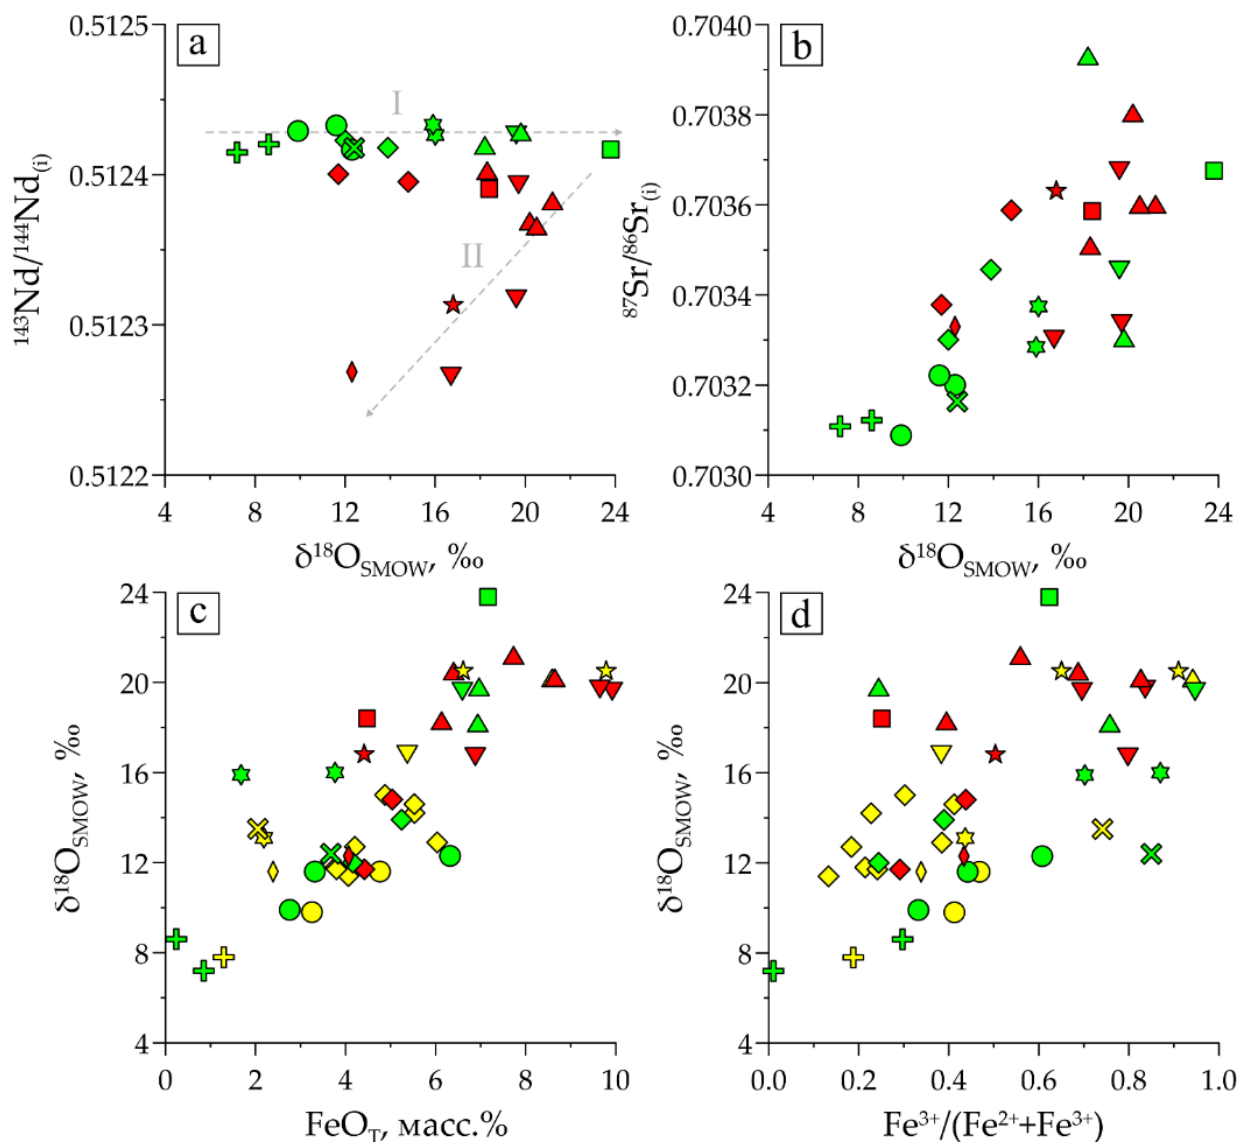 a
0.5125
0.5124
0.5123
0.5122
143Nd/144Nd(i)
I
II
4 8 12 16 20 24
δ18OSMOW, ‰
b
0.7040
0.7038
0.7036
0.7034
0.7032
0.7030
87Sr/86Sr(i)
4 8 12 16 20 24
δ18OSMOW, ‰
c
24
20
16
12
8
4
δ18OSMOW, ‰
0 2 4 6 8 10
FeOT, масс.%
d
24
20
16
12
8
4
δ18OSMOW, ‰
0.0 0.2 0.4 0.6 0.8 1.0
Fe3+/(Fe2++Fe3+)